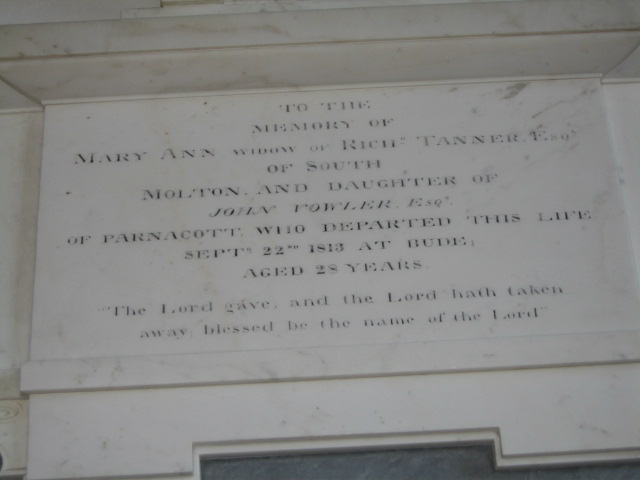 TO THE
MEMORY OF
MARY ANN WIDOW OF RICHD. TANNER, ESQR.
OF SOUTH
MOLTON, AND DAUGHTER OF
JOHN VOWLER, ESQR.
OF PARNACOTT, WHO DEPARTED THIS LIFE
SEPTR. 22ND 1813 AT BUDE;
AGED 28 YEARS.
"The Lord gave, and the Lord hath taken
away; blessed be the name of the Lord"